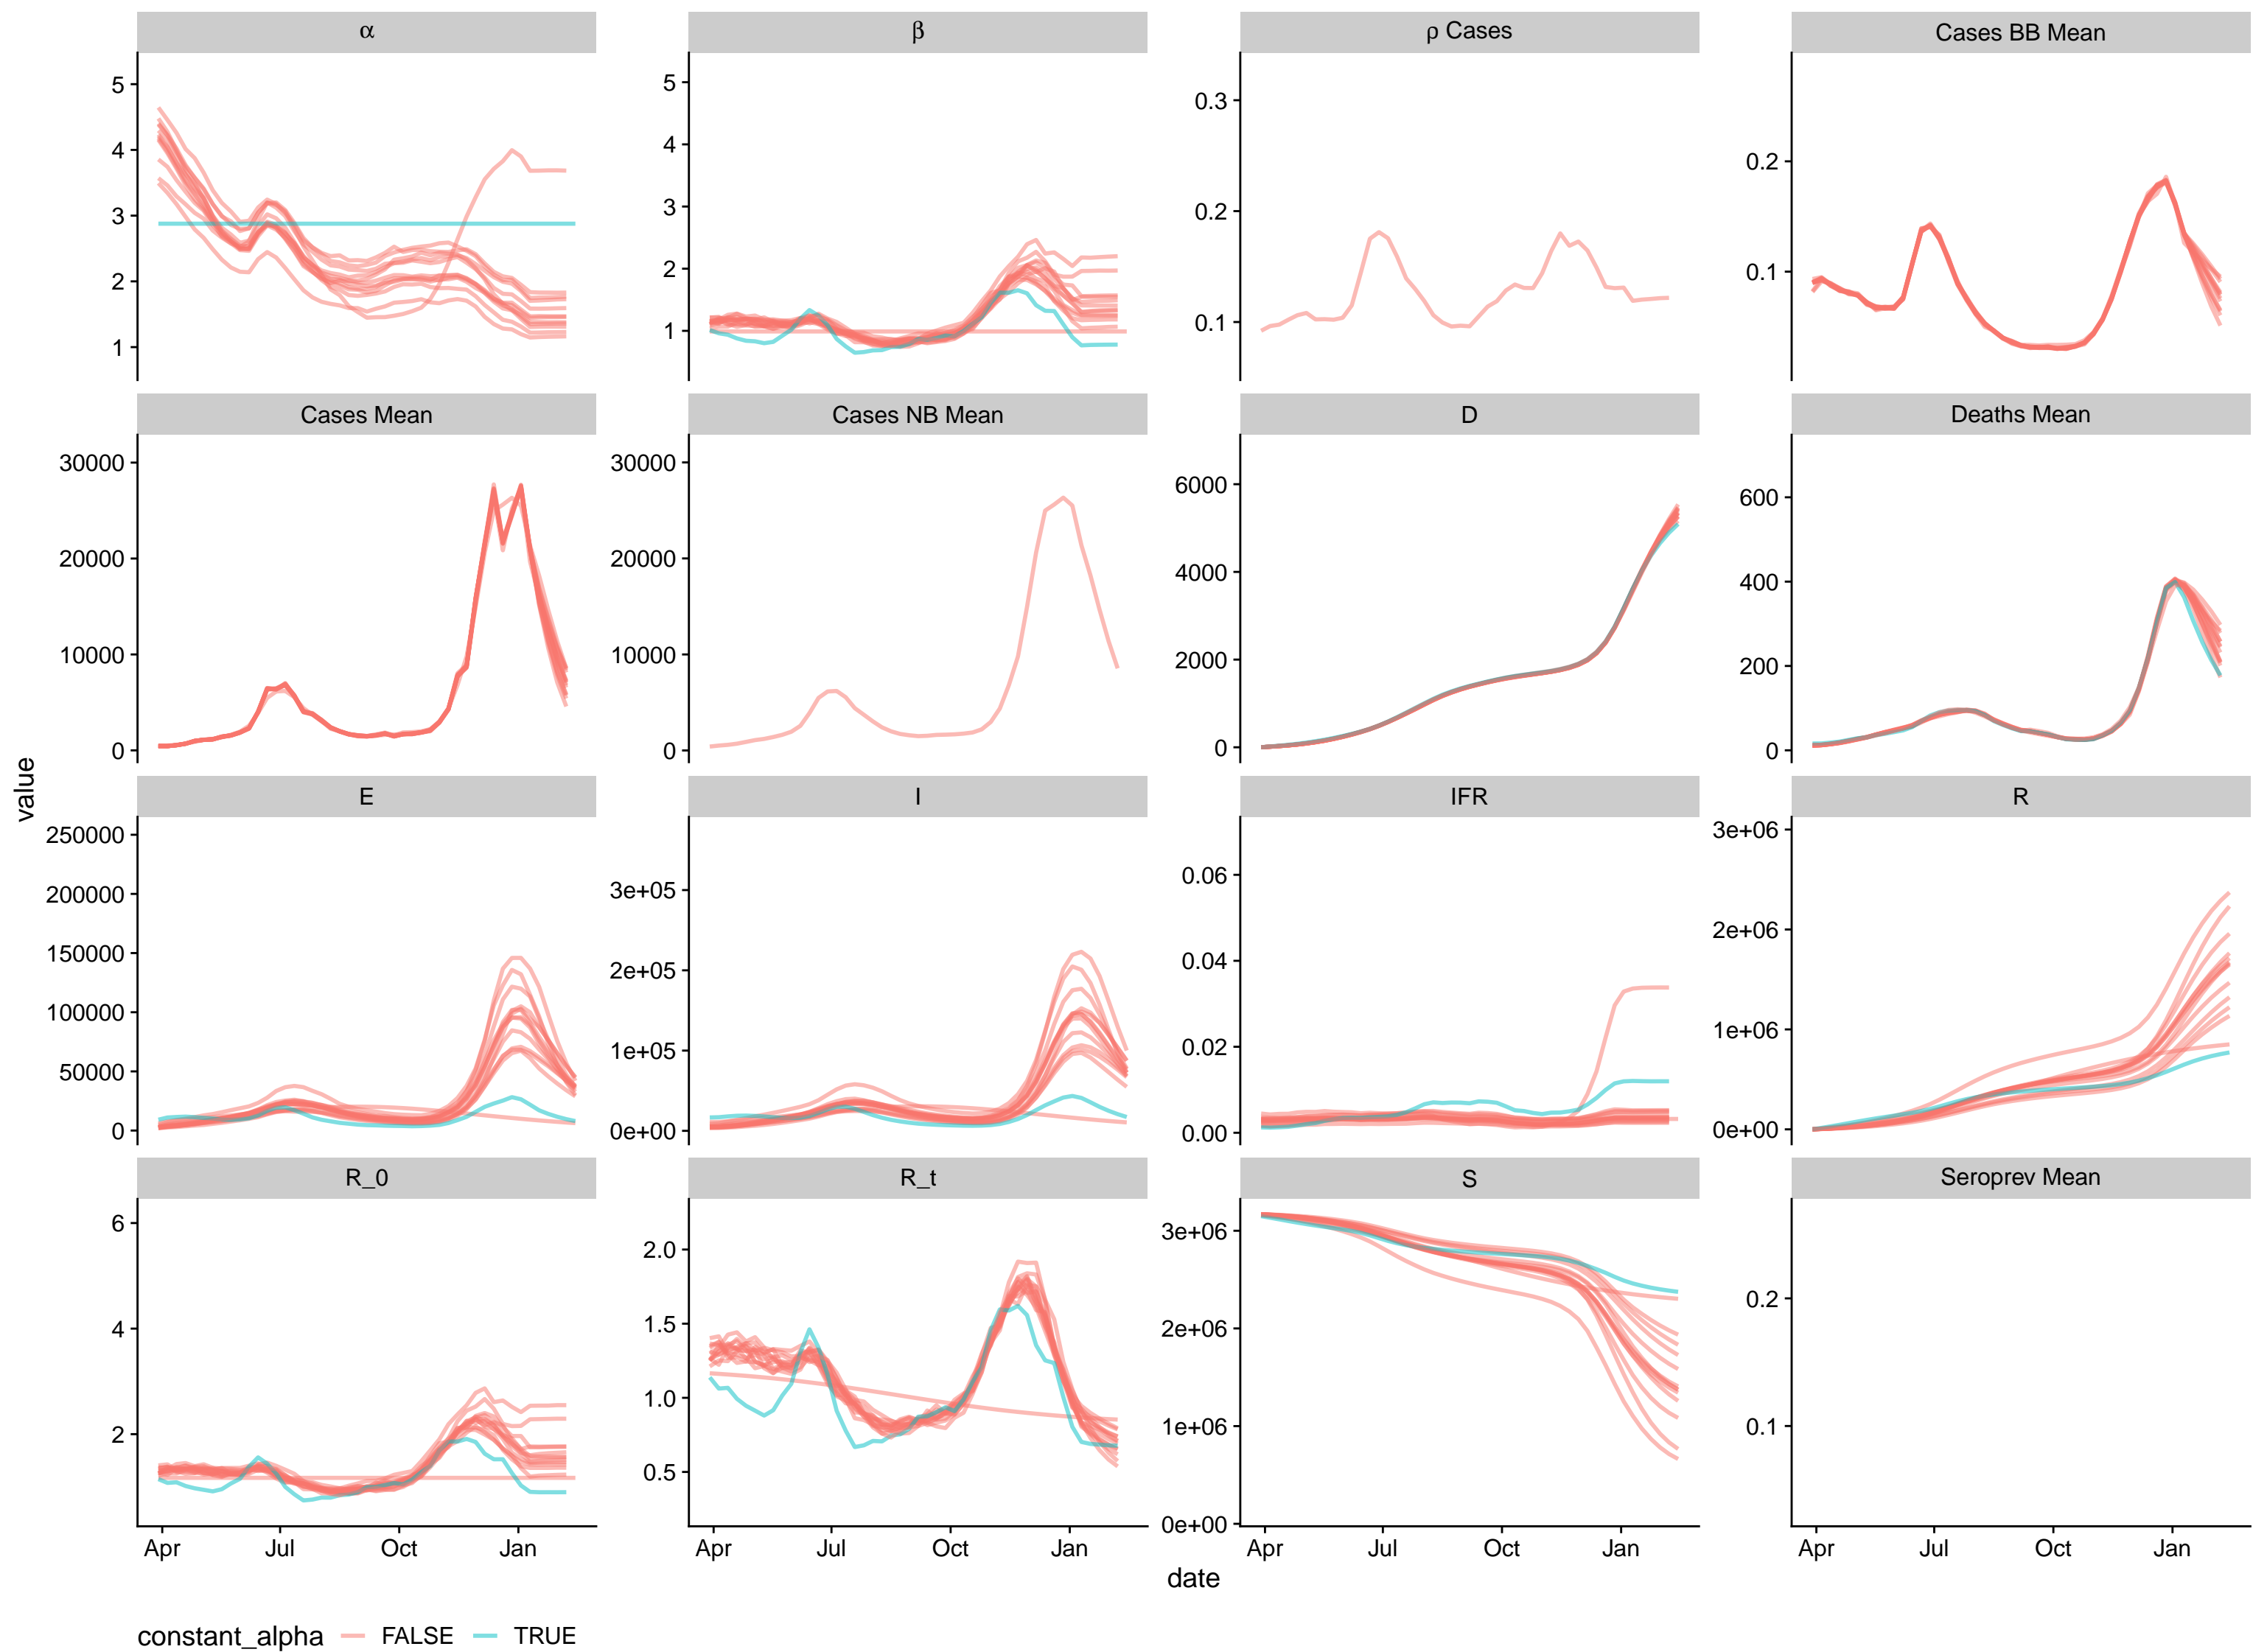 α
β
ρ Cases
Cases BB Mean
5
4
3
2
1
5
4
3
2
1
0.3
0.2
0.1
0.2
0.1
Cases Mean
Cases NB Mean
D
Deaths Mean
30000
20000
10000
0
30000
20000
10000
0
6000
4000
2000
0
600
400
200
0
value
E
I
IFR
R
250000
200000
150000
100000
50000
0
3e+05
2e+05
1e+05
0e+00
0.06
0.04
0.02
0.00
3e+06
2e+06
1e+06
0e+00
R_0
R_t
S
Seroprev Mean
6
4
2
2.0
1.5
1.0
0.5
3e+06
2e+06
1e+06
0e+00
0.2
0.1
Apr Jul Oct Jan
Apr Jul Oct Jan
Apr Jul Oct Jan
Apr Jul Oct Jan
date
constant_alpha FALSE TRUE